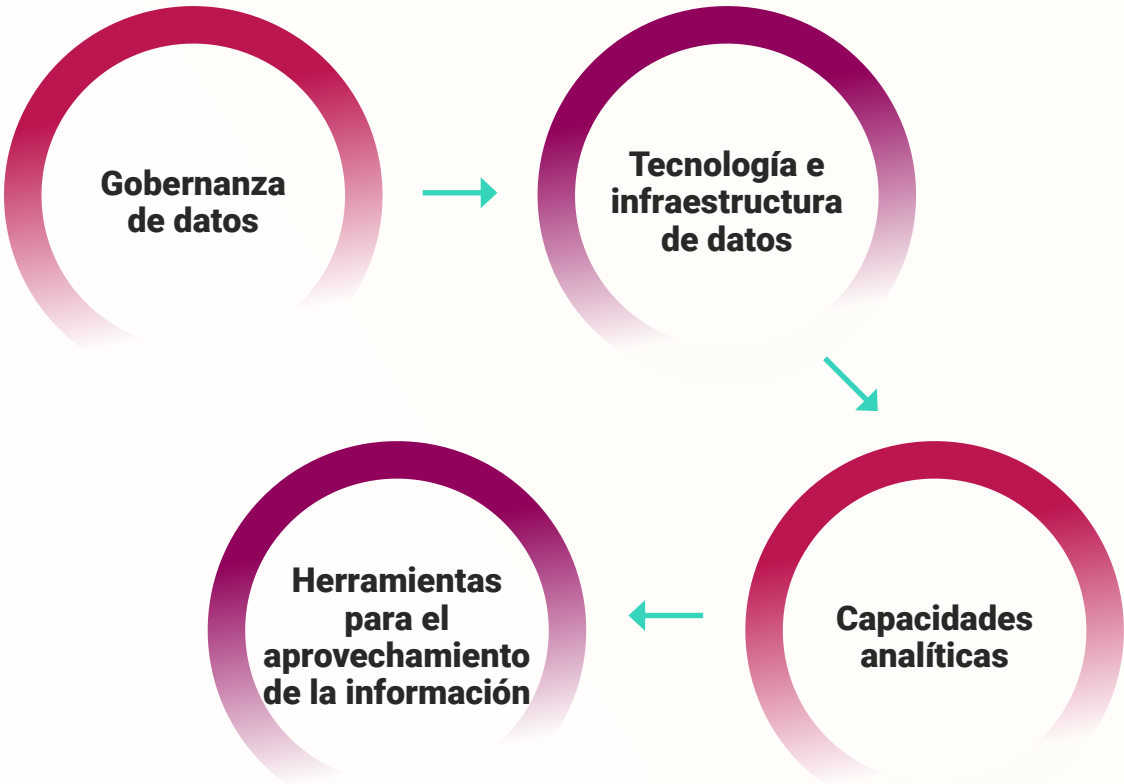 Gobernanza
de datos
Tecnología e
infraestructura
de datos
Capacidades
analíticas
Herramientas
para el
aprovechamiento
de la información